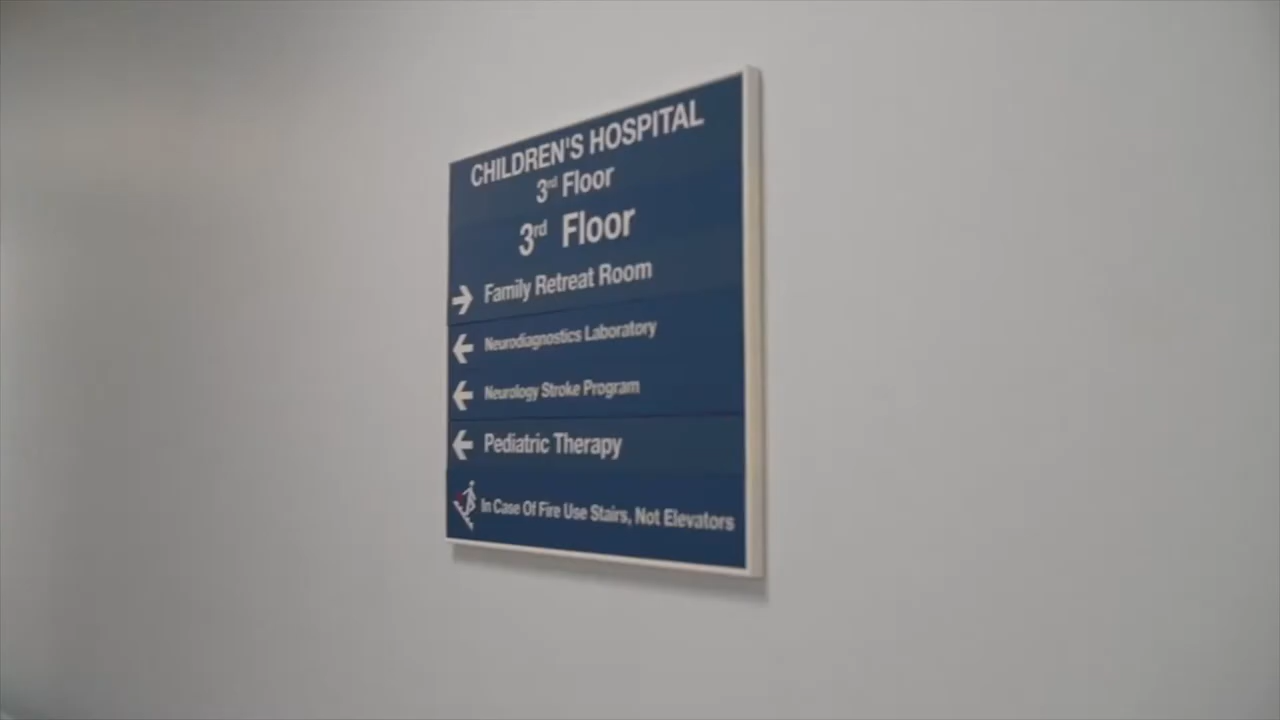 CHILDREN'S HOSPITAL
3rd Floor
3rd Floor
Family Retreat Room
Neurodiagnostics Laboratory
Neurology Stroke Program
Pediatric Therapy
In Case Of Fire Use Stairs, Not Elevators